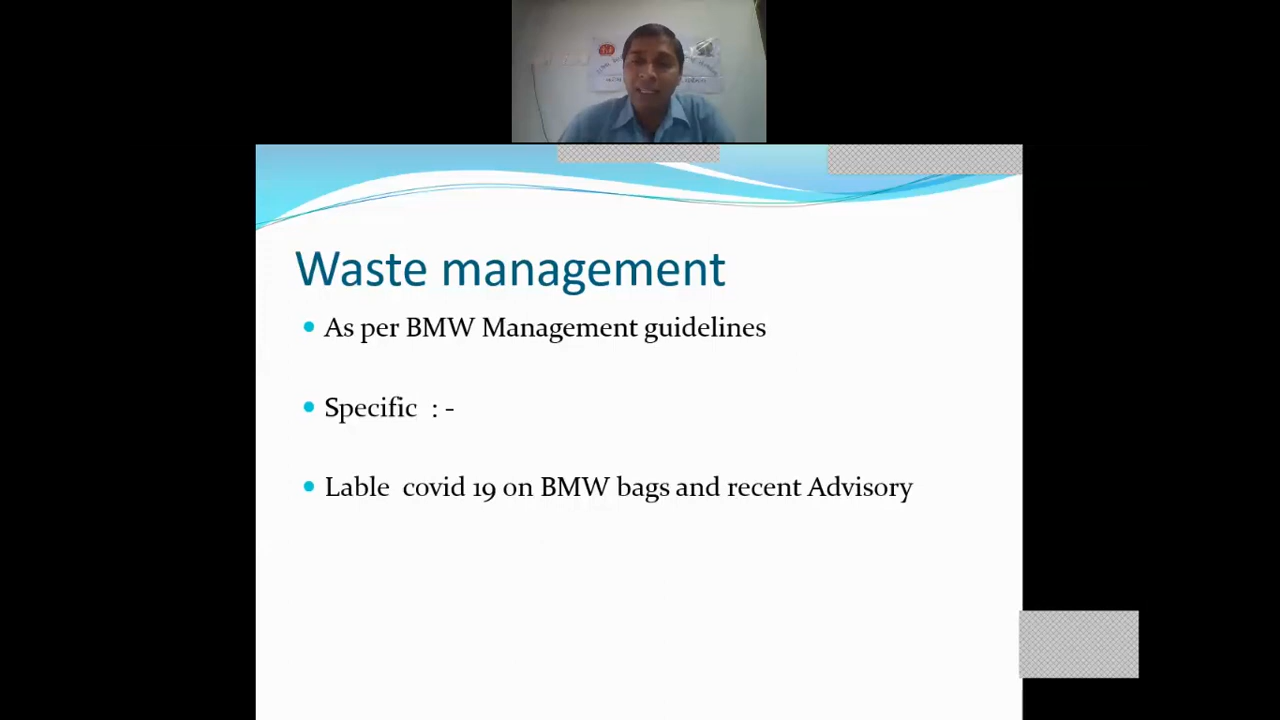 Waste management
As per BMW Management guidelines
Specific : -
Lable covid 19 on BMW bags and recent Advisory